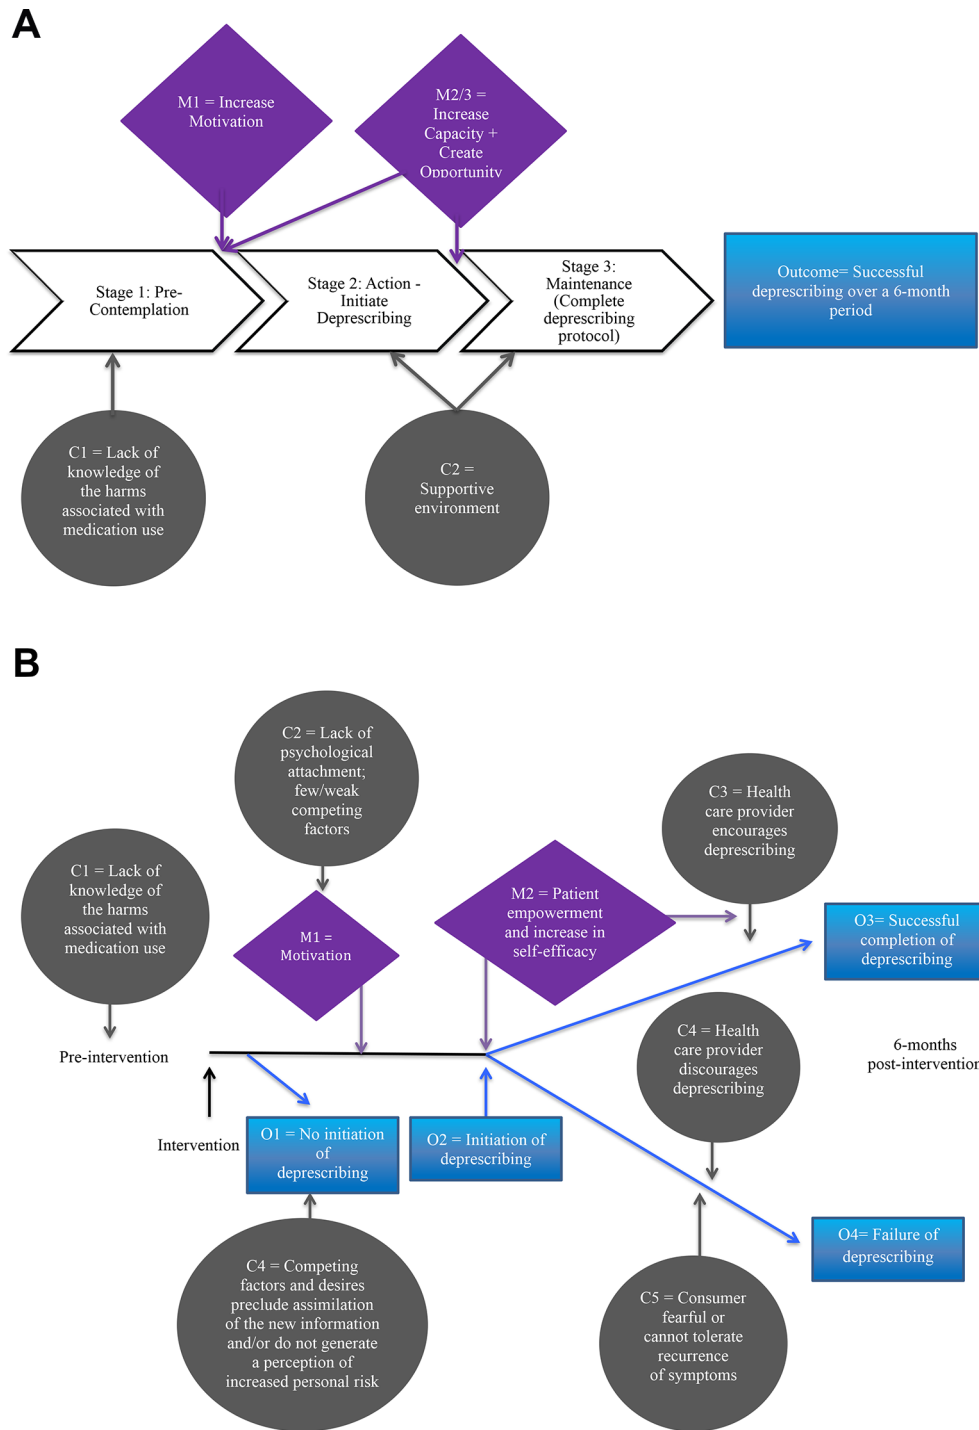 A
M1 = Increase
Motivation
M2/3 =
Increase
Capacity +
Create
Opportunity
Stage 1: Pre-
Contemplation
Stage 2: Action -
Initiate
Deprescribing
Stage 3:
Maintenance
(Complete
deprescribing
protocol)
Outcome= Successful
deprescribing over a 6-month
period
C1 = Lack of
knowledge of
the harms
associated with
medication use
C2 =
Supportive
environment
B
C2 = Lack of
psychological
attachment;
few/weak
competing
factors
C3 = Health
care provider
encourages
deprescribing
C1 = Lack of
knowledge of
the harms
associated with
medication use
M1 =
Motivation
M2 = Patient
empowerment
and increase in
self-efficacy
O3= Successful
completion of
deprescribing
Pre-intervention
C4 = Health
care provider
discourages
deprescribing
6-months
post-intervention
Intervention
O1 = No initiation
of
deprescribing
O2 = Initiation of
deprescribing
O4= Failure of
deprescribing
C4 = Competing
factors and desires
preclude assimilation
of the new information
and/or do not generate
a perception of
increased personal risk
C5 = Consumer
fearful or
cannot tolerate
recurrence
of symptoms